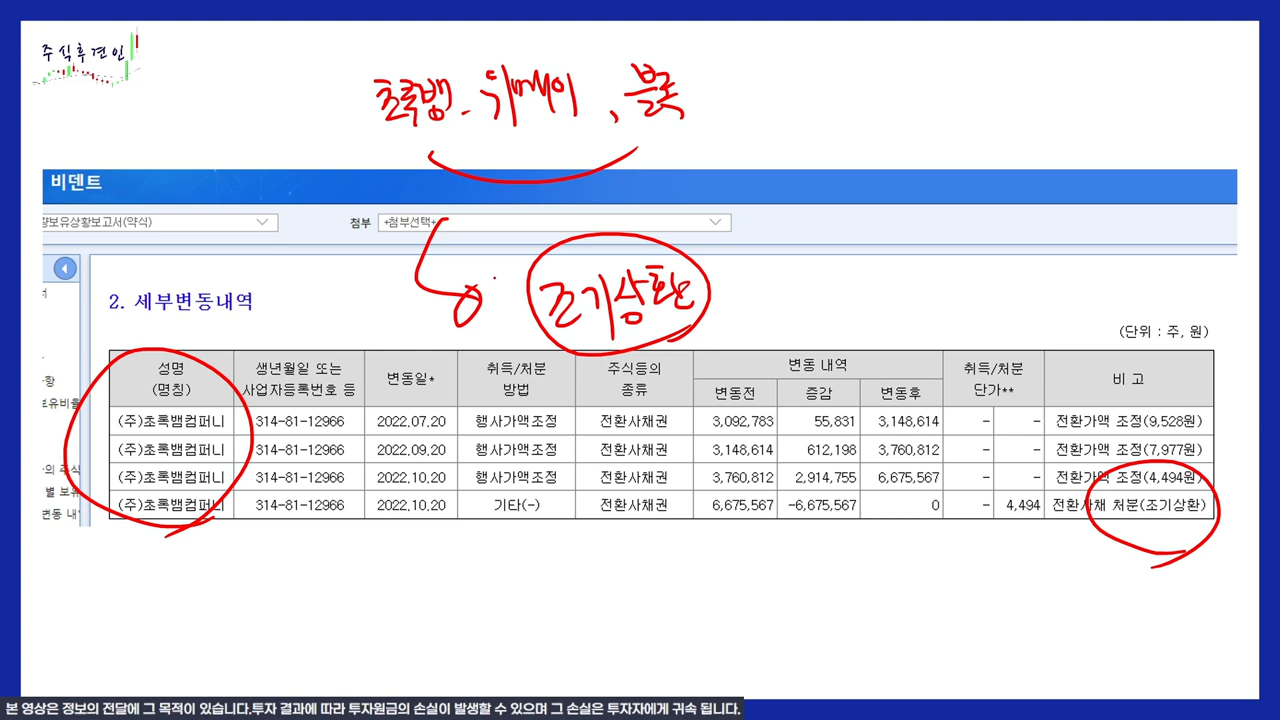 주식후견인
초록뱀. 위메이, 블록
비덴트
량보유상황보고서(약식)
첨부
+첨부선택+
조기상환
2. 세부변동내역
(단위 : 주, 원)
성명 (명칭) 생년월일 또는 사업자등록번호 등 변동일* 취득/처분 방법 주식등의 종류 변동 내역 취득/처분 단가** 비 고
변동전 증감 변동후
(주)초록뱀컴퍼니 314-81-12966 2022.07.20 행사가액조정 전환사채권 3,092,783 55,831 3,148,614 - - 전환가액 조정(9,528원)
(주)초록뱀컴퍼니 314-81-12966 2022.09.20 행사가액조정 전환사채권 3,148,614 612,198 3,760,812 - - 전환가액 조정(7,977원)
(주)초록뱀컴퍼니 314-81-12966 2022.10.20 행사가액조정 전환사채권 3,760,812 2,914,755 6,675,567 - - 전환가액 조정(4,494원)
(주)초록뱀컴퍼니 314-81-12966 2022.10.20 기타(-) 전환사채권 6,675,567 -6,675,567 0 - 4,494 전환사채 처분(조기상환)
황
보유비율
의 주식
별 보유
변동 내
본 영상은 정보의 전달에 그 목적이 있습니다.투자 결과에 따라 투자원금의 손실이 발생할 수 있으며 그 손실은 투자자에게 귀속 됩니다.